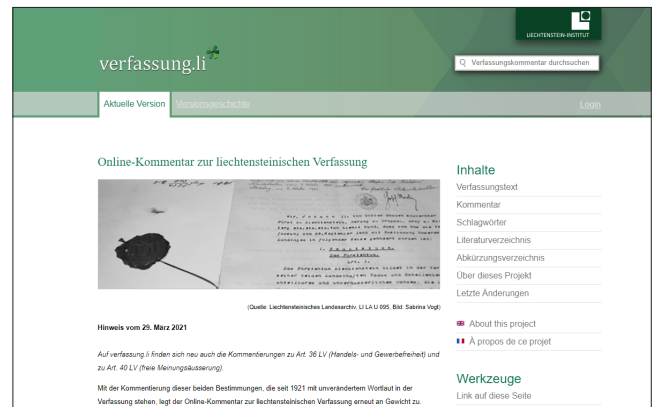 LIECHTENSTEIN-INSTITUT
verfassung.li
Verfassungskommentar durchsuchen
Aktuelle Version
Versionsgeschichte
Login
Online-Kommentar zur liechtensteinischen Verfassung
(Quelle: Liechtensteinisches Landesarchiv, LI LA U 095, Bild: Sabrina Vogt)
Hinweis vom 29. März 2021
Auf verfassung.li finden sich neu auch die Kommentierungen zu Art. 36 LV (Handels- und Gewerbefreiheit) und
zu Art. 40 LV (freie Meinungsäusserung).
Mit der Kommentierung dieser beiden Bestimmungen, die seit 1921 mit unverändertem Wortlaut in der
Verfassung stehen, legt der Online-Kommentar zur liechtensteinischen Verfassung erneut an Gewicht zu.
Inhalte
Verfassungstext
Kommentar
Schlagwörter
Literaturverzeichnis
Abkürzungsverzeichnis
Über dieses Projekt
Letzte Änderungen
About this project
À propos de ce projet
Werkzeuge
Link auf diese Seite